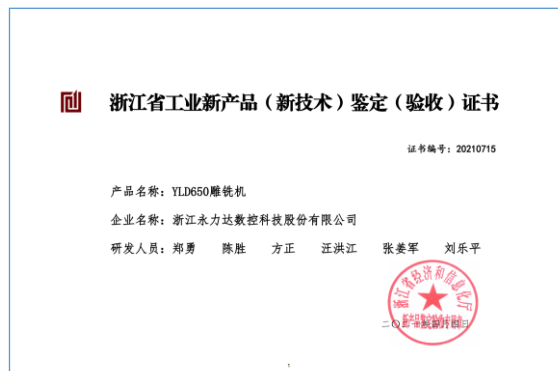 浙江省工业新产品（新技术）鉴定（验收）证书
证书编号：20210715
产品名称：YLD650雕铣机
企业名称：浙江永力达数控科技股份有限公司
研发人员：郑勇 陈胜 方正 汪洪江 张姜军 刘乐平
浙江省经济和信息化厅
二〇二一